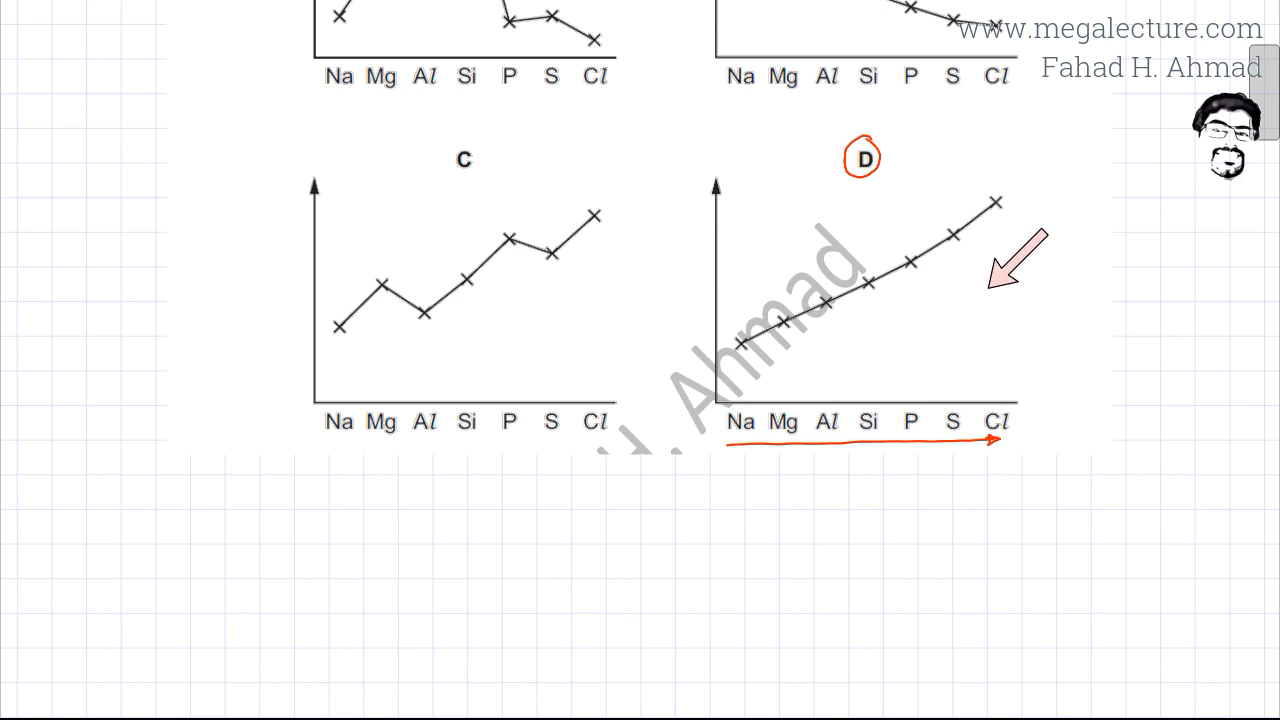 www.megalecture.com
Fahad H. Ahmad
Na Mg Al Si P S Cl
Na Mg Al Si P S Cl
C
D
H. Ahmad
Na Mg Al Si P S Cl
Na Mg Al Si P S Cl